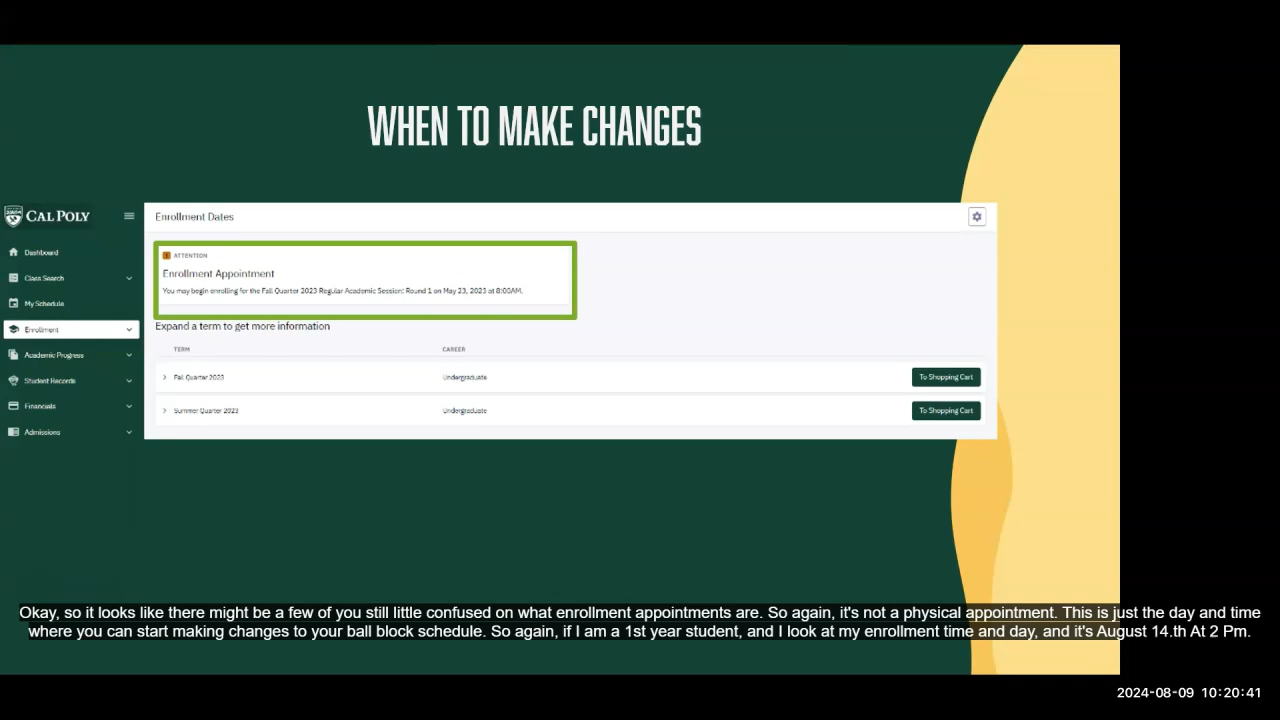 WHEN TO MAKE CHANGES
CAL POLY
Dashboard
Class Search
My Schedule
Enrollment
Academic Progress
Student Records
Financials
Admissions
Enrollment Dates
ATTENTION
Enrollment Appointment
You may begin enrolling for the Fall Quarter 2023 Regular Academic Session: Round 1 on May 23, 2023 at 8:00AM.
Expand a term to get more information
TERM CAREER
Fall Quarter 2023 Undergraduate To Shopping Cart
Summer Quarter 2023 Undergraduate To Shopping Cart
Okay, so it looks like there might be a few of you still little confused on what enrollment appointments are. So again, it's not a physical appointment. This is just the day and time
where you can start making changes to your ball block schedule. So again, if I am a 1st year student, and I look at my enrollment time and day, and it's August 14.th At 2 Pm.
2024-08-09 10:20:41